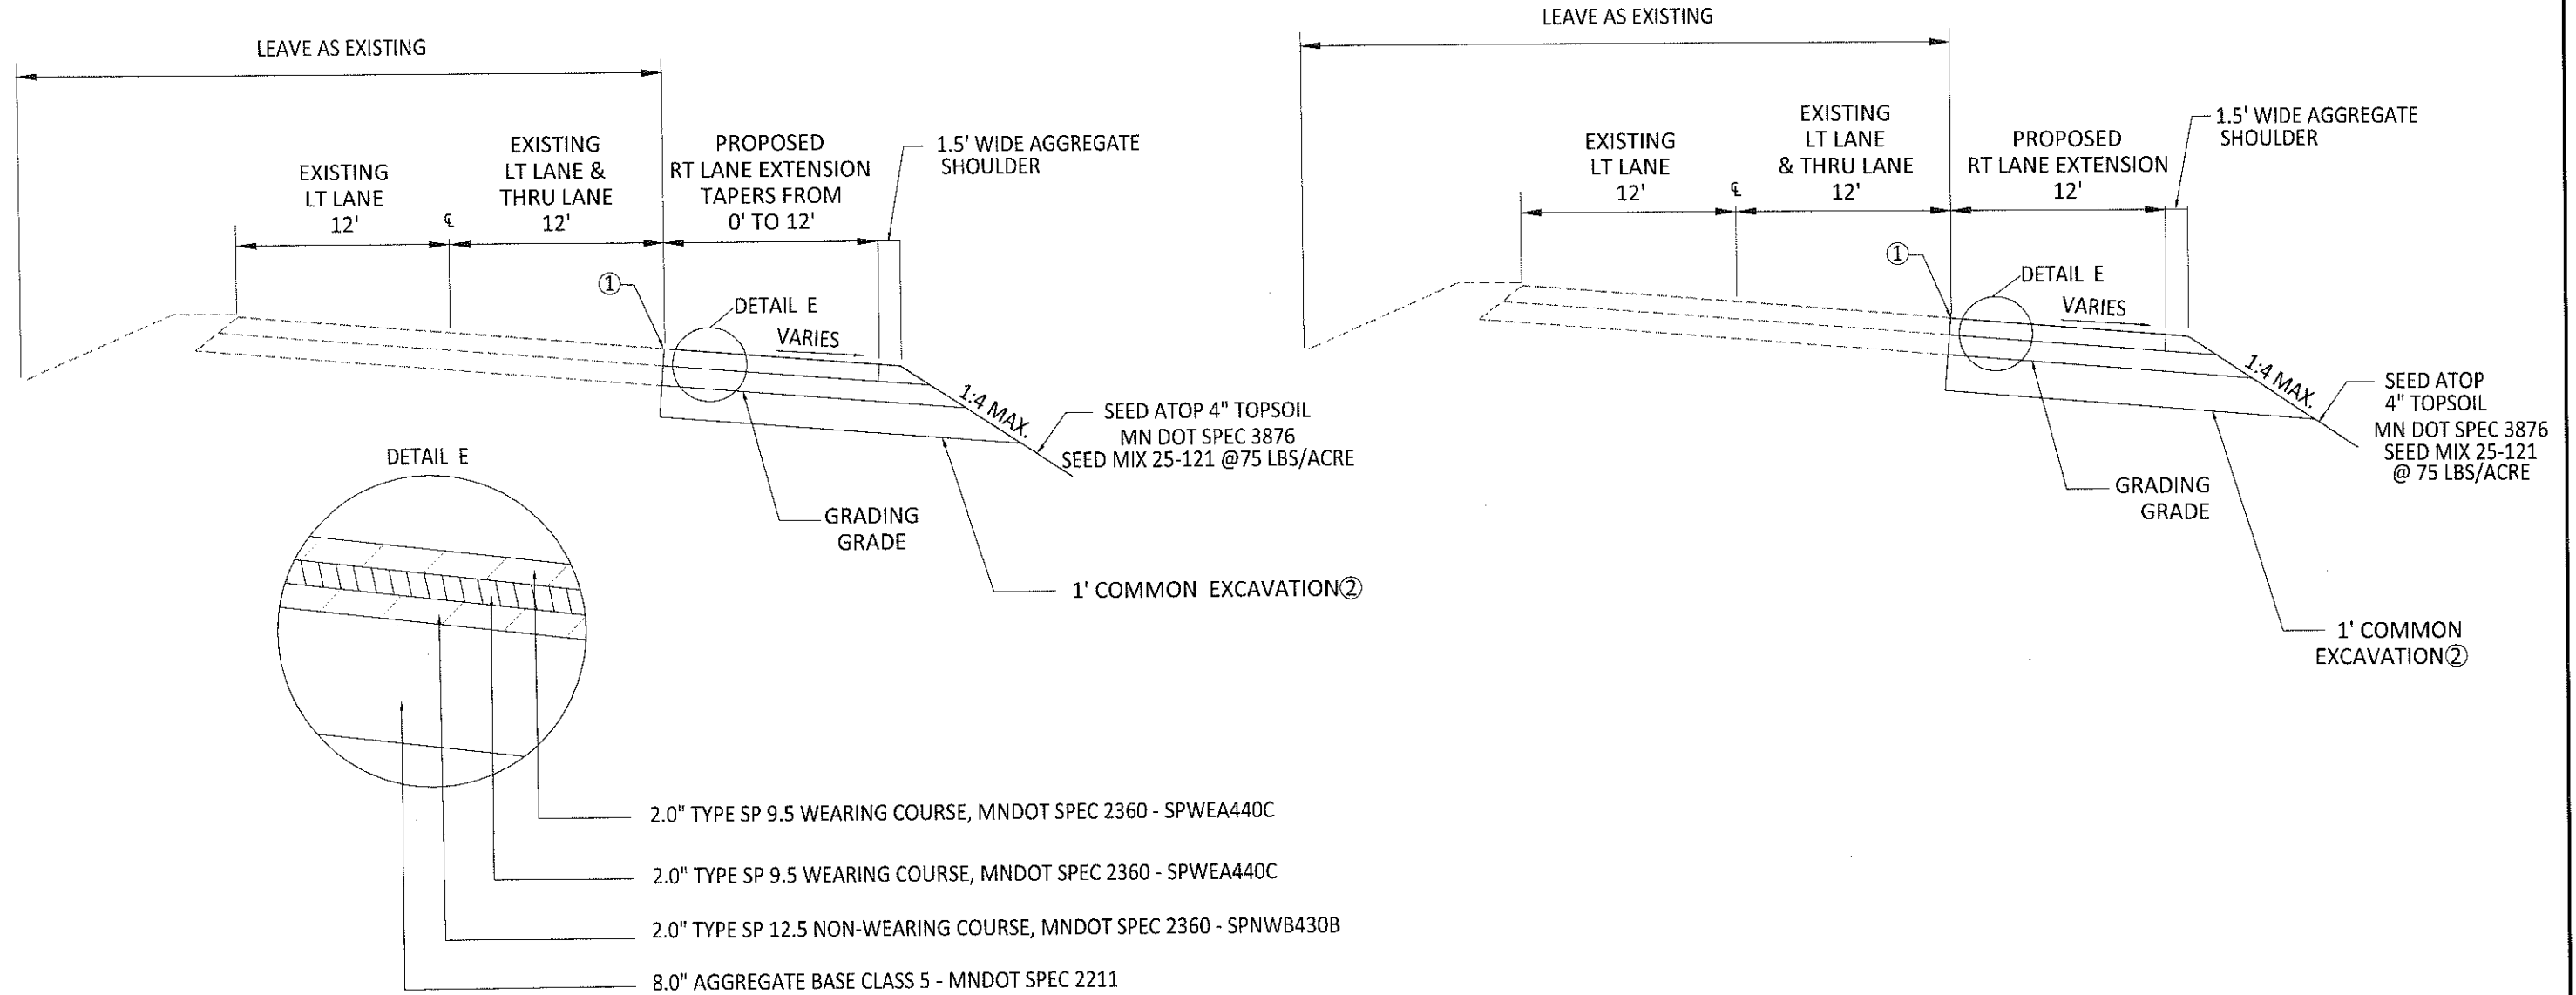 LEAVE AS EXISTING
EXISTING
LT LANE
12'
℄
EXISTING
LT LANE &
THRU LANE
12'
PROPOSED
RT LANE EXTENSION
TAPERS FROM
0' TO 12'
1.5' WIDE AGGREGATE
SHOULDER
①
DETAIL E
VARIES
1:4 MAX.
SEED ATOP 4" TOPSOIL
MN DOT SPEC 3876
SEED MIX 25-121 @75 LBS/ACRE
GRADING
GRADE
1' COMMON EXCAVATION②
DETAIL E
2.0" TYPE SP 9.5 WEARING COURSE, MNDOT SPEC 2360 - SPWEA440C
2.0" TYPE SP 9.5 WEARING COURSE, MNDOT SPEC 2360 - SPWEA440C
2.0" TYPE SP 12.5 NON-WEARING COURSE, MNDOT SPEC 2360 - SPNWB430B
8.0" AGGREGATE BASE CLASS 5 - MNDOT SPEC 2211
LEAVE AS EXISTING
EXISTING
LT LANE
12'
℄
EXISTING
LT LANE
& THRU LANE
12'
PROPOSED
RT LANE EXTENSION
12'
1.5' WIDE AGGREGATE
SHOULDER
①
DETAIL E
VARIES
1:4 MAX.
SEED ATOP
4" TOPSOIL
MN DOT SPEC 3876
SEED MIX 25-121
@ 75 LBS/ACRE
GRADING
GRADE
1' COMMON
EXCAVATION②